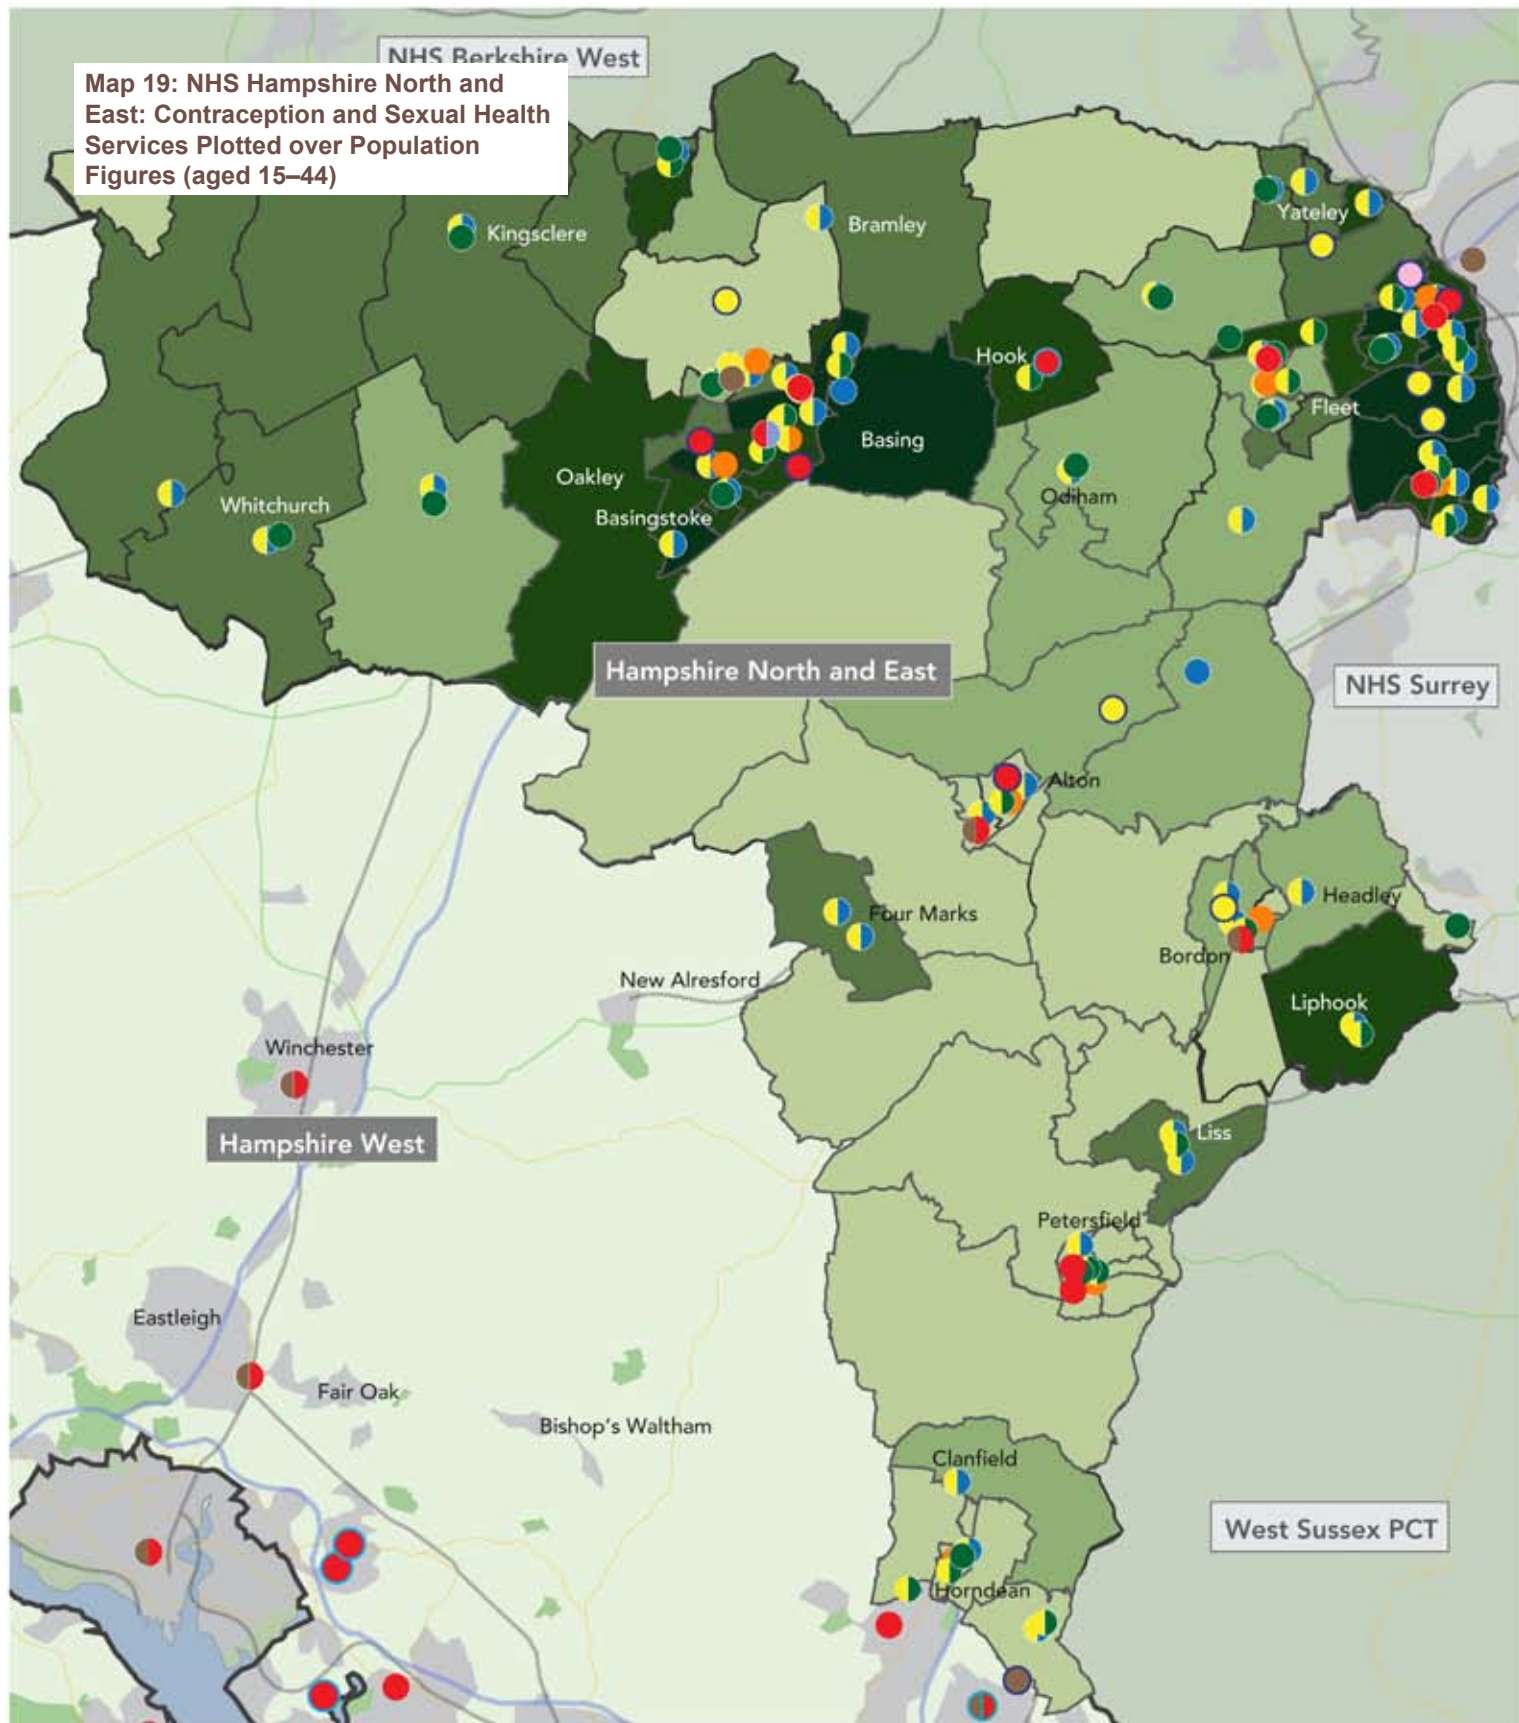 NHS Berkshire West
Map 19: NHS Hampshire North and
East: Contraception and Sexual Health
Services Plotted over Population
Figures (aged 15–44)
Yateley
Kingsclere
Bramley
Hook
Fleet
Basing
Oakley
Odiham
Whitchurch
Basingstoke
Hampshire North and East
NHS Surrey
Alton
Headley
Four Marks
Bordon
New Alresford
Liphook
Winchester
Hampshire West
Liss
Petersfield
Eastleigh
Fair Oak
Bishop's Waltham
Clanfield
West Sussex PCT
Horndean